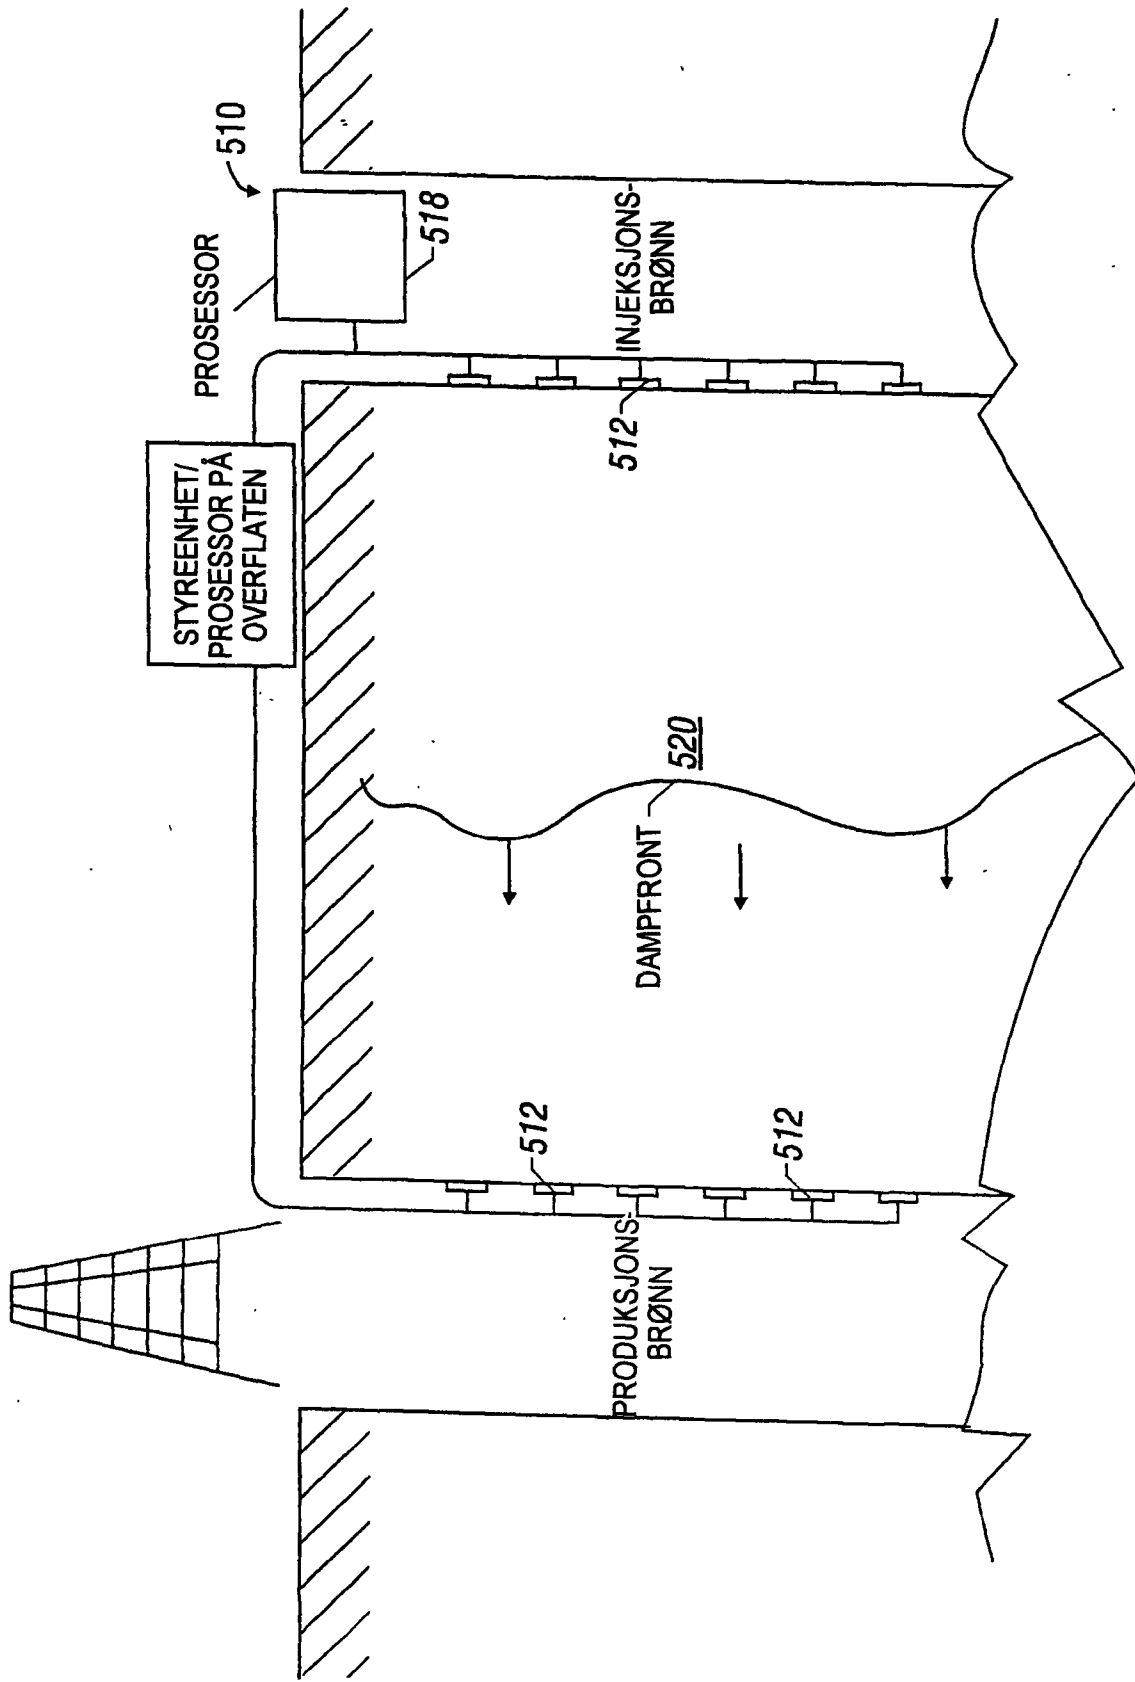 510
PROSESSOR
518
STYREENHET/
PROSESSOR PÅ
OVERFLATEN
INJEKSJONS-
BRØNN
512
520
DAMPFRONT
512
512
PRODUKSJONS-
BRØNN